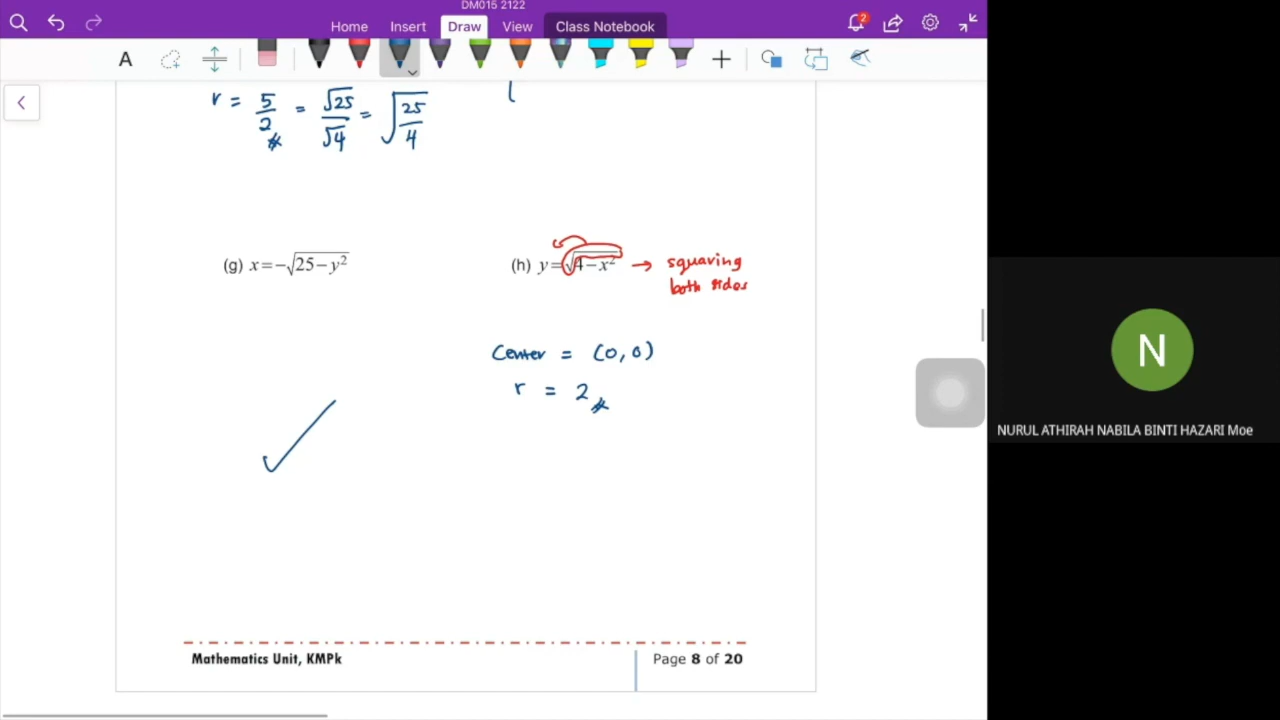 DM015 2122
Home Insert Draw View Class Notebook
2
A
r = 5/2 = √25/√4 = √25/4
(g) x=−√25−y²
(h) y=√4−x² → squaring
both sides
Center = (0, 0)
r = 2
N
NURUL ATHIRAH NABILA BINTI HAZARI Moe
Mathematics Unit, KMPk
Page 8 of 20